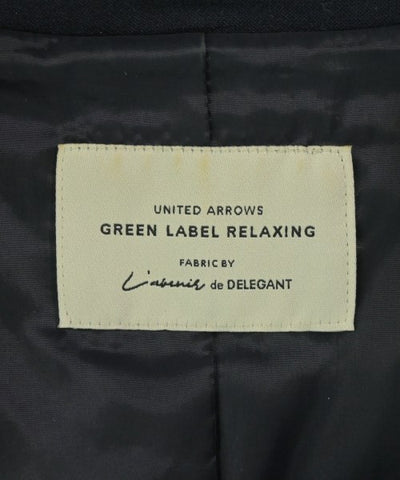 UNITED ARROWS
GREEN LABEL RELAXING
FABRIC BY
L'avenir de DELEGANT